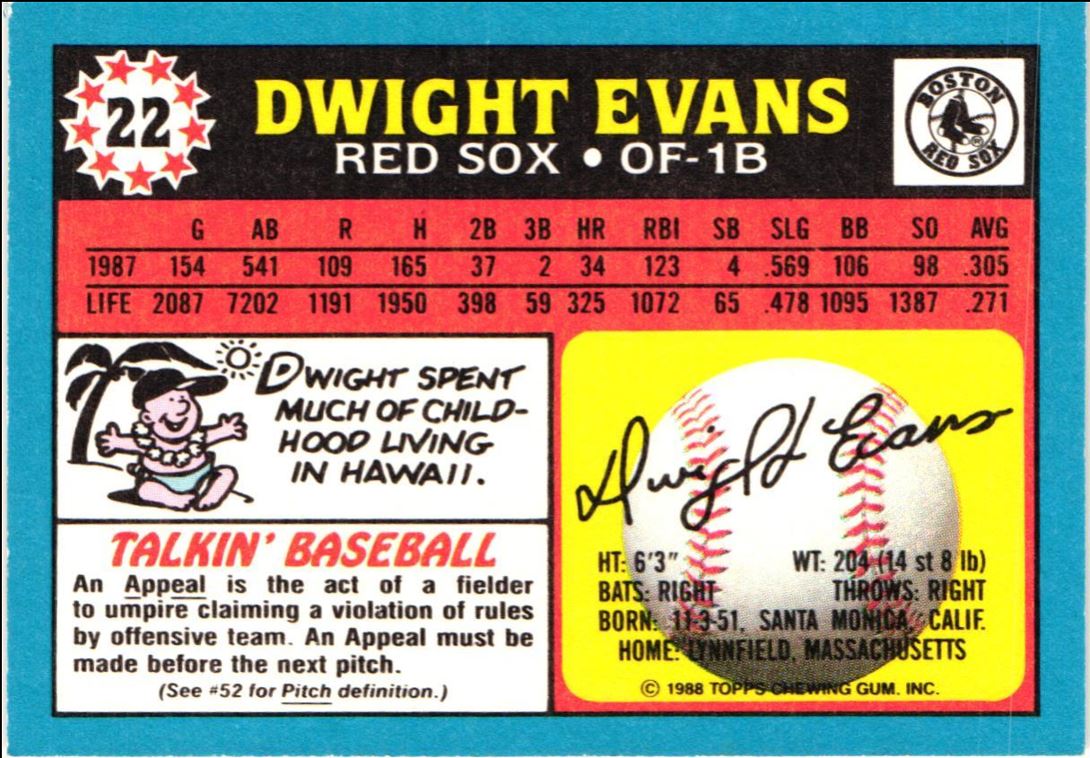 22
DWIGHT EVANS
RED SOX • OF-1B
BOSTON
RED SOX
®
G AB R H 2B 3B HR RBI SB SLG BB SO AVG
1987 154 541 109 165 37 2 34 123 4 .569 106 98 .305
LIFE 2087 7202 1191 1950 398 59 325 1072 65 .478 1095 1387 .271
DWIGHT SPENT
MUCH OF CHILD-
HOOD LIVING
IN HAWAII.
TALKIN' BASEBALL
An Appeal is the act of a fielder
to umpire claiming a violation of rules
by offensive team. An Appeal must be
made before the next pitch.
(See #52 for Pitch definition.)
Dwight Evans
HT: 6'3" WT: 204 (14 st 8 lb)
BATS: RIGHT THROWS: RIGHT
BORN: 11-3-51, SANTA MONICA, CALIF.
HOME: LYNNFIELD, MASSACHUSETTS
© 1988 TOPPS CHEWING GUM. INC.